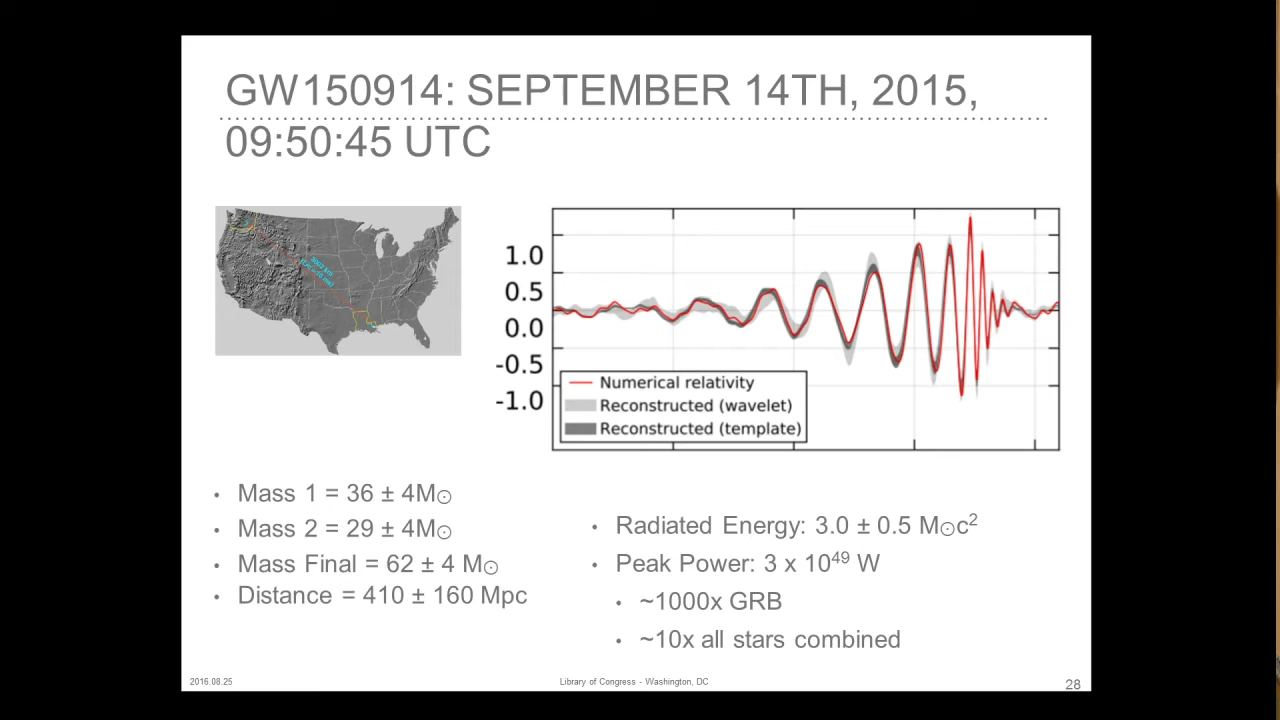 GW150914: SEPTEMBER 14TH, 2015,
09:50:45 UTC
1.0
0.5
0.0
-0.5
-1.0
Numerical relativity
Reconstructed (wavelet)
Reconstructed (template)
• Mass 1 = 36 ± 4M☉
• Mass 2 = 29 ± 4M☉
• Mass Final = 62 ± 4 M☉
• Distance = 410 ± 160 Mpc
• Radiated Energy: 3.0 ± 0.5 M☉c²
• Peak Power: 3 x 10⁴⁹ W
• ~1000x GRB
• ~10x all stars combined
2016.08.25
Library of Congress - Washington, DC
28